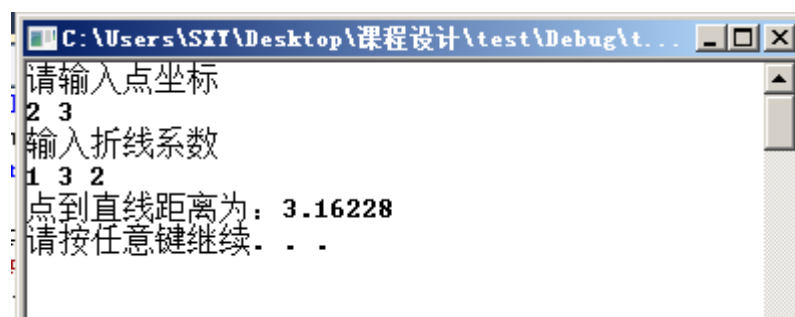 C:\Users\SXY\Desktop\课程设计\test\Debug\t...
请输入点坐标
2 3
输入折线系数
1 3 2
点到直线距离为：3.16228
请按任意键继续. . .